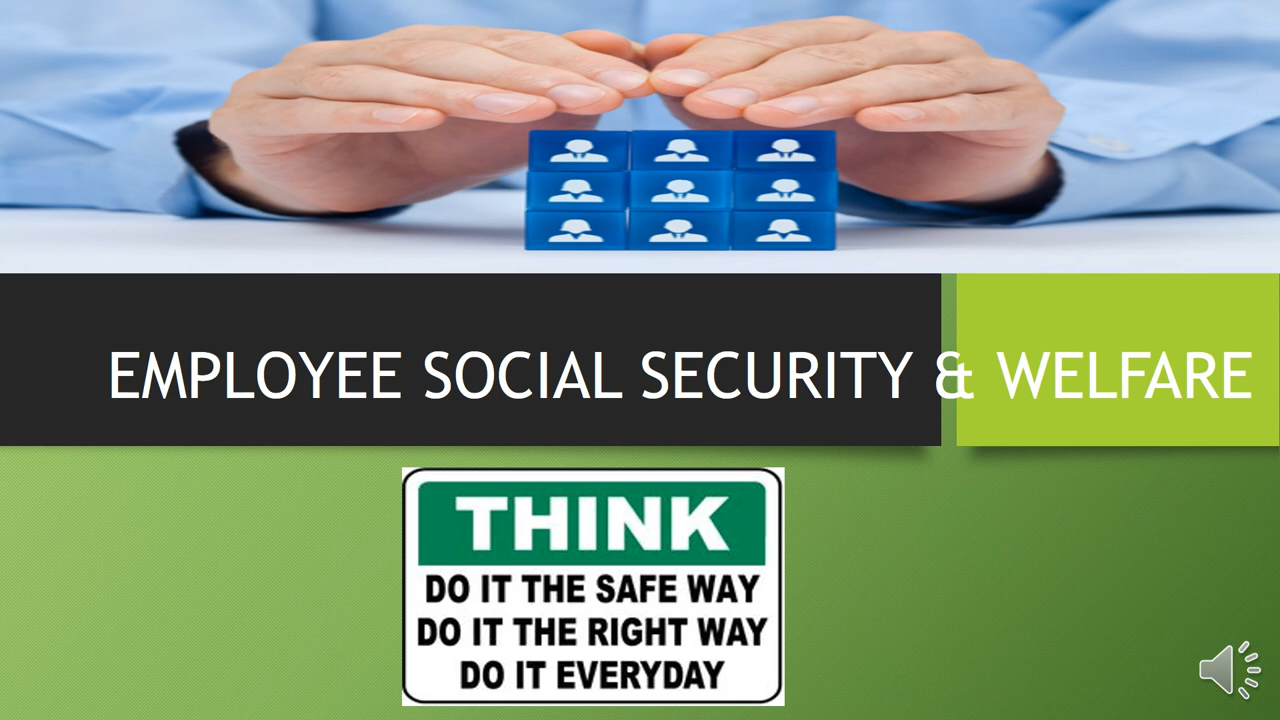 EMPLOYEE SOCIAL SECURITY & WELFARE
THINK
DO IT THE SAFE WAY
DO IT THE RIGHT WAY
DO IT EVERYDAY